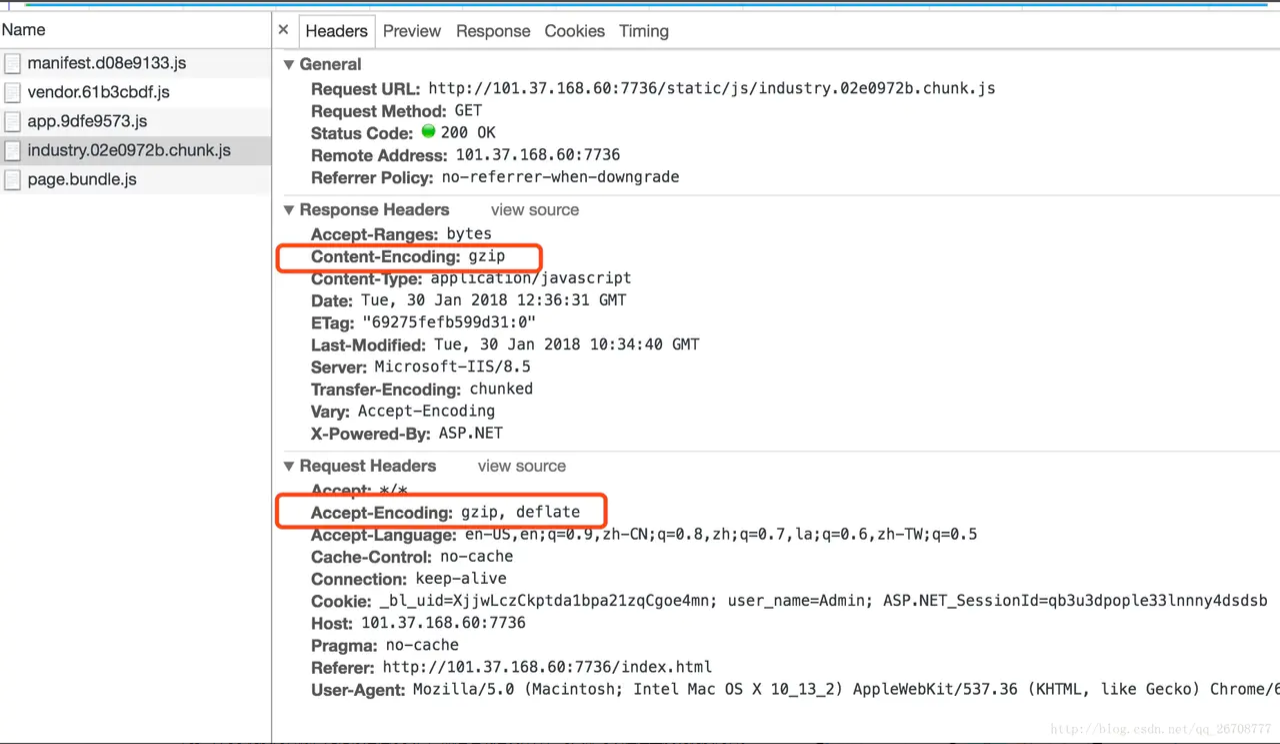 Name
manifest.d08e9133.js
vendor.61b3cbdf.js
app.9dfe9573.js
industry.02e0972b.chunk.js
page.bundle.js
× Headers Preview Response Cookies Timing
▼ General
Request URL: http://101.37.168.60:7736/static/js/industry.02e0972b.chunk.js
Request Method: GET
Status Code: 200 OK
Remote Address: 101.37.168.60:7736
Referrer Policy: no-referrer-when-downgrade
▼ Response Headers view source
Accept-Ranges: bytes
Content-Encoding: gzip
Content-Type: application/javascript
Date: Tue, 30 Jan 2018 12:36:31 GMT
ETag: "69275fefb599d31:0"
Last-Modified: Tue, 30 Jan 2018 10:34:40 GMT
Server: Microsoft-IIS/8.5
Transfer-Encoding: chunked
Vary: Accept-Encoding
X-Powered-By: ASP.NET
▼ Request Headers view source
Accept: */*
Accept-Encoding: gzip, deflate
Accept-Language: en-US,en;q=0.9,zh-CN;q=0.8,zh;q=0.7,la;q=0.6,zh-TW;q=0.5
Cache-Control: no-cache
Connection: keep-alive
Cookie: _bl_uid=XjjwLczCkptda1bpa21zqCgoe4mn; user_name=Admin; ASP.NET_SessionId=qb3u3dpople33lnnny4dsdsb
Host: 101.37.168.60:7736
Pragma: no-cache
Referer: http://101.37.168.60:7736/index.html
User-Agent: Mozilla/5.0 (Macintosh; Intel Mac OS X 10_13_2) AppleWebKit/537.36 (KHTML, like Gecko) Chrome/6
http://blog.csdn.net/qq_26708777